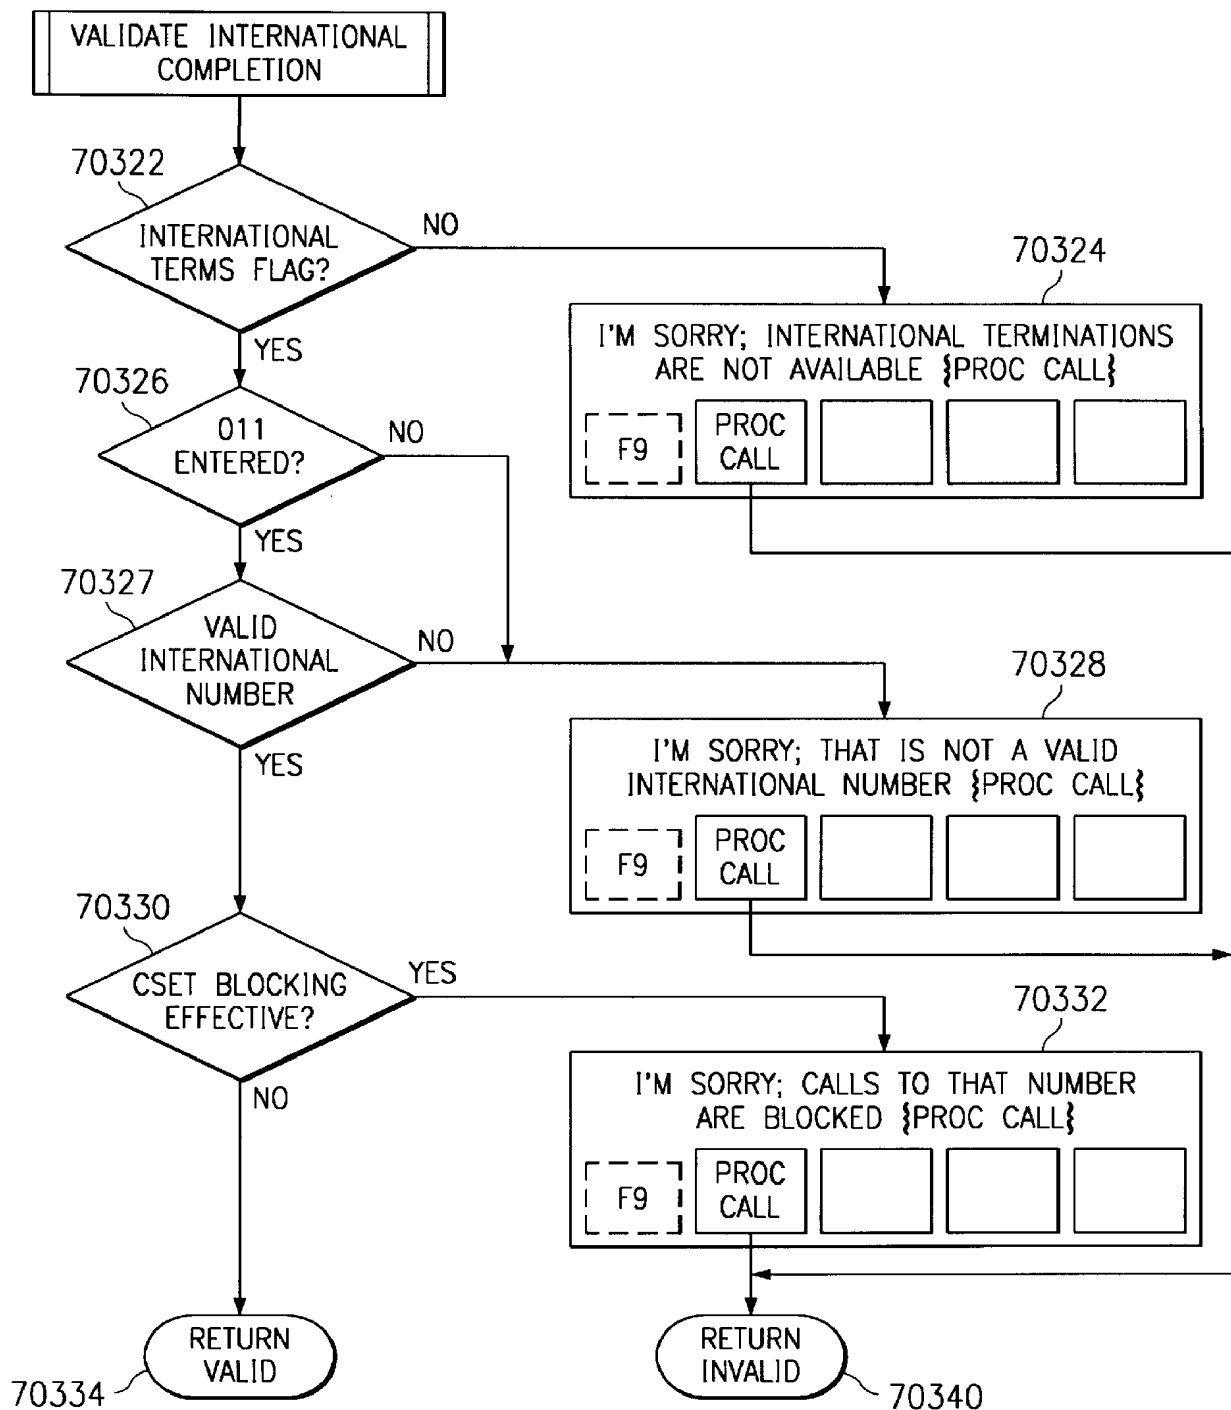 VALIDATE INTERNATIONAL
COMPLETION
70322
INTERNATIONAL
TERMS FLAG?
NO
YES
70324
I'M SORRY; INTERNATIONAL TERMINATIONS
ARE NOT AVAILABLE {PROC CALL}
F9
PROC
CALL
70326
011
ENTERED?
NO
YES
70327
VALID
INTERNATIONAL
NUMBER
NO
YES
70328
I'M SORRY; THAT IS NOT A VALID
INTERNATIONAL NUMBER {PROC CALL}
F9
PROC
CALL
70330
CSET BLOCKING
EFFECTIVE?
YES
NO
70332
I'M SORRY; CALLS TO THAT NUMBER
ARE BLOCKED {PROC CALL}
F9
PROC
CALL
RETURN
VALID
70334
RETURN
INVALID
70340